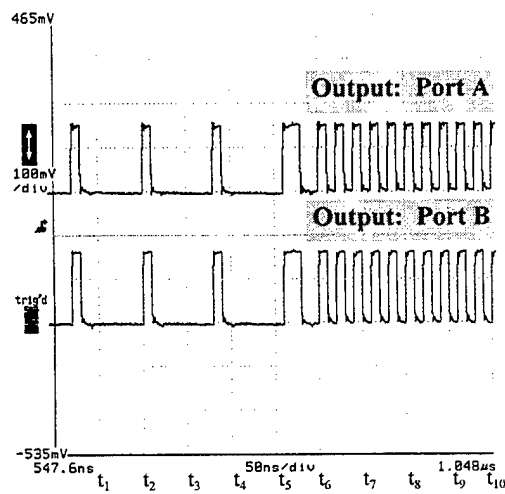 465mV
Output: Port A
100mV
/div
Output: Port B
trig'd
-535mV
547.6ns 50ns/div 1.048µs
t1 t2 t3 t4 t5 t6 t7 t8 t9 t10